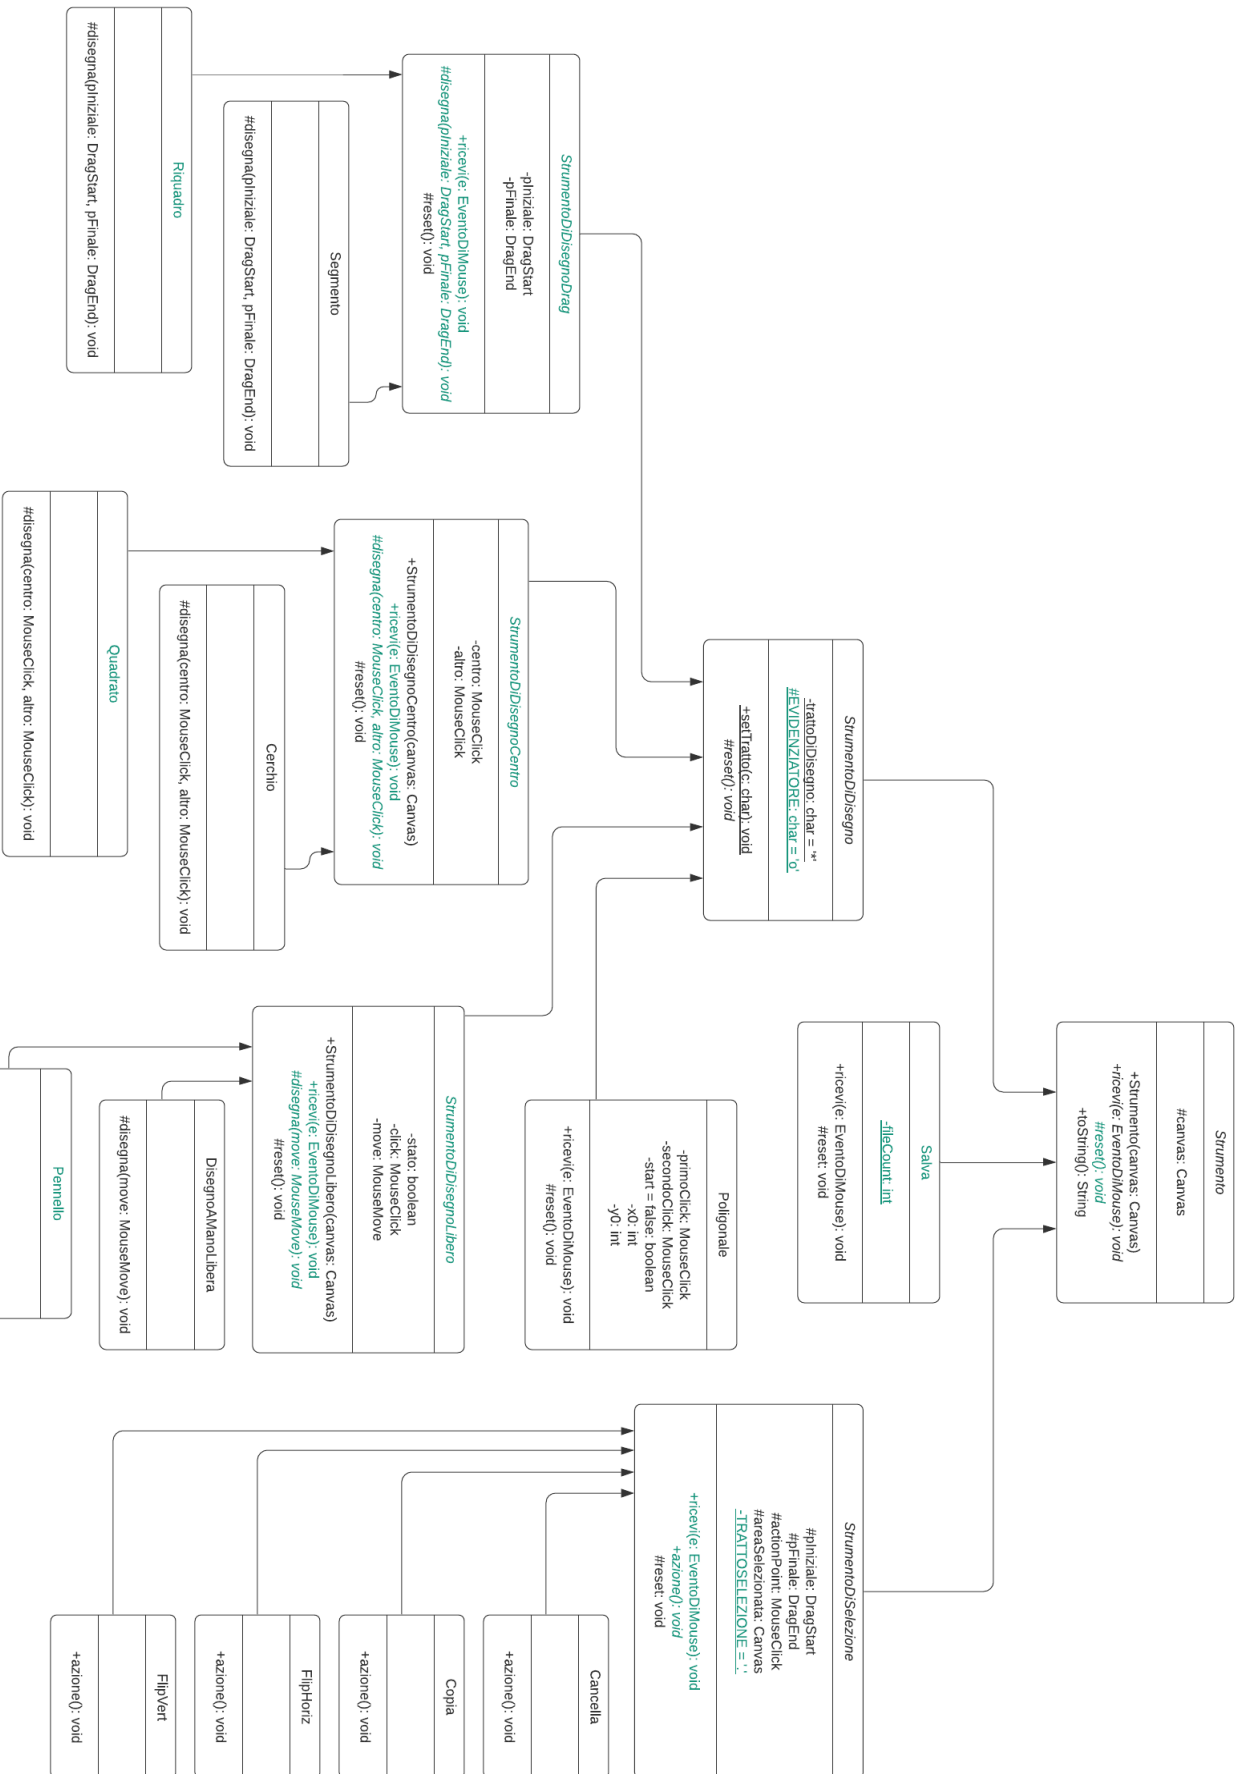 Strumento
#canvas: Canvas
+Strumento(canvas: Canvas)
+ricevi(e: EventoDiMouse): void
#reset(): void
+toString(): String
StrumentoDiDisegno
-trattoDiDisegno: char = '*'
#EVIDENZIATORE: char = 'o'
+setTratto(c: char): void
#reset(): void
Salva
-fileCount: int
+ricevi(e: EventoDiMouse): void
#reset: void
StrumentoDiSelezione
#pIniziale: DragStart
#pFinale: DragEnd
#actionPoint: MouseClick
#areaSelezionata: Canvas
-TRATTOSELEZIONE = '.'
+ricevi(e: EventoDiMouse): void
+azione(): void
#reset: void
StrumentoDiDisegnoDrag
-pIniziale: DragStart
-pFinale: DragEnd
+ricevi(e: EventoDiMouse): void
#disegna(pIniziale: DragStart, pFinale: DragEnd): void
#reset(): void
StrumentoDiDisegnoCentro
-centro: MouseClick
-altro: MouseClick
+StrumentoDiDisegnoCentro(canvas: Canvas)
+ricevi(e: EventoDiMouse): void
#disegna(centro: MouseClick, altro: MouseClick): void
#reset(): void
StrumentoDiDisegnoLibero
-stato: boolean
-click: MouseClick
-move: MouseMove
+StrumentoDiDisegnoLibero(canvas: Canvas)
+ricevi(e: EventoDiMouse): void
#disegna(move: MouseMove): void
#reset(): void
Poligonale
-primoClick: MouseClick
-secondoClick: MouseClick
-start = false: boolean
-x0: int
-y0: int
+ricevi(e: EventoDiMouse): void
#reset(): void
Segmento
#disegna(pIniziale: DragStart, pFinale: DragEnd): void
Riquadro
#disegna(pIniziale: DragStart, pFinale: DragEnd): void
Cerchio
#disegna(centro: MouseClick, altro: MouseClick): void
Quadrato
#disegna(centro: MouseClick, altro: MouseClick): void
DisegnoAManoLibera
#disegna(move: MouseMove): void
Pennello
Cancella
+azione(): void
Copia
+azione(): void
FlipHoriz
+azione(): void
FlipVert
+azione(): void